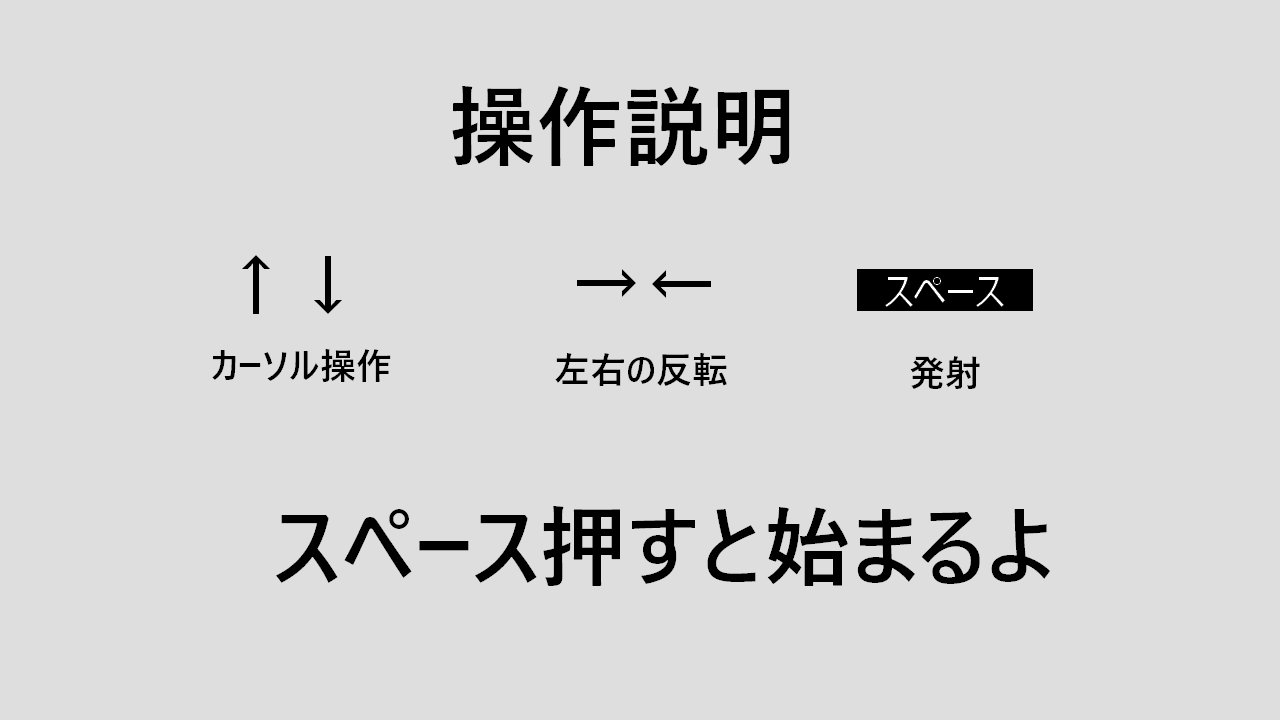 操作説明
↑ ↓ → ← スペース
カーソル操作 左右の反転 発射
スペース押すと始まるよ